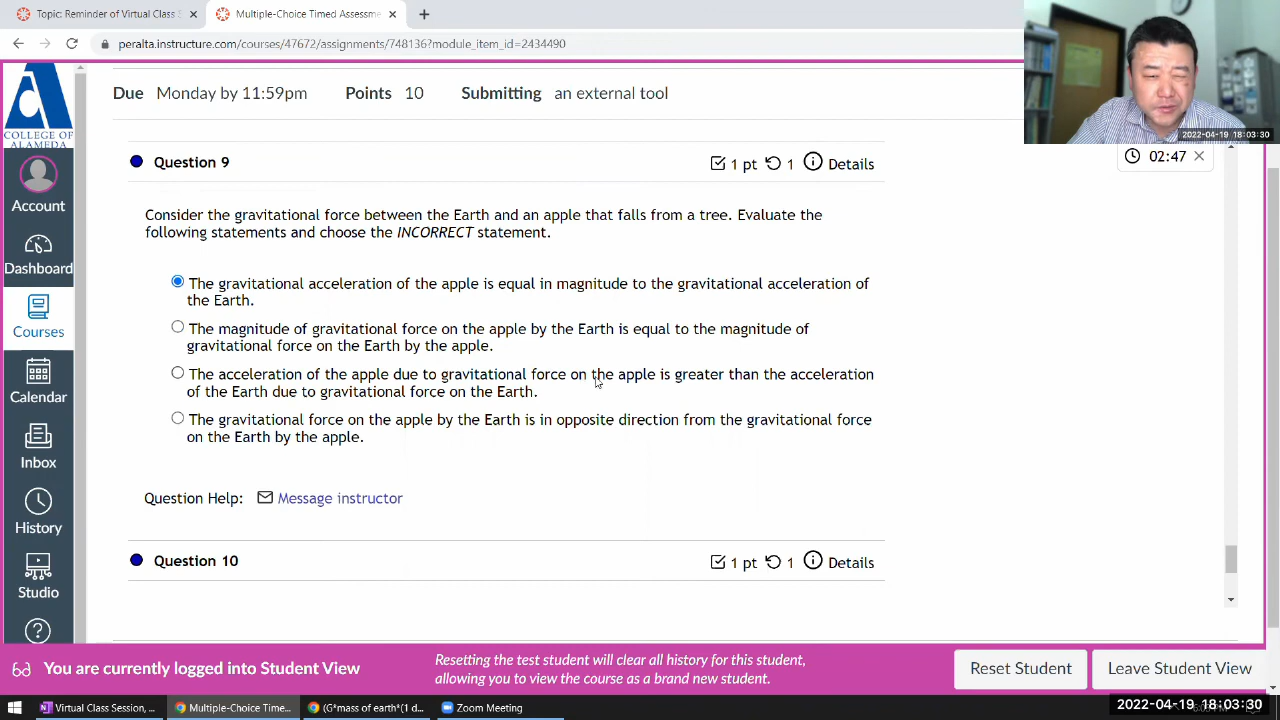 Topic: Reminder of Virtual Class S
Multiple-Choice Timed Assessme
peralta.instructure.com/courses/47672/assignments/748136?module_item_id=2434490
Due Monday by 11:59pm Points 10 Submitting an external tool
2022-04-19 18:03:30
COLLEGE OF
ALAMEDA
Account
Dashboard
Courses
Calendar
Inbox
History
Studio
Question 9
1 pt 1 Details
02:47
Consider the gravitational force between the Earth and an apple that falls from a tree. Evaluate the
following statements and choose the INCORRECT statement.
The gravitational acceleration of the apple is equal in magnitude to the gravitational acceleration of
the Earth.
The magnitude of gravitational force on the apple by the Earth is equal to the magnitude of
gravitational force on the Earth by the apple.
The acceleration of the apple due to gravitational force on the apple is greater than the acceleration
of the Earth due to gravitational force on the Earth.
The gravitational force on the apple by the Earth is in opposite direction from the gravitational force
on the Earth by the apple.
Question Help: Message instructor
Question 10
1 pt 1 Details
You are currently logged into Student View
Resetting the test student will clear all history for this student,
allowing you to view the course as a brand new student.
Reset Student
Leave Student View
Virtual Class Session, ...
Multiple-Choice Time...
(G*mass of earth*(1 d...
Zoom Meeting
2022-04-19 18:03:30